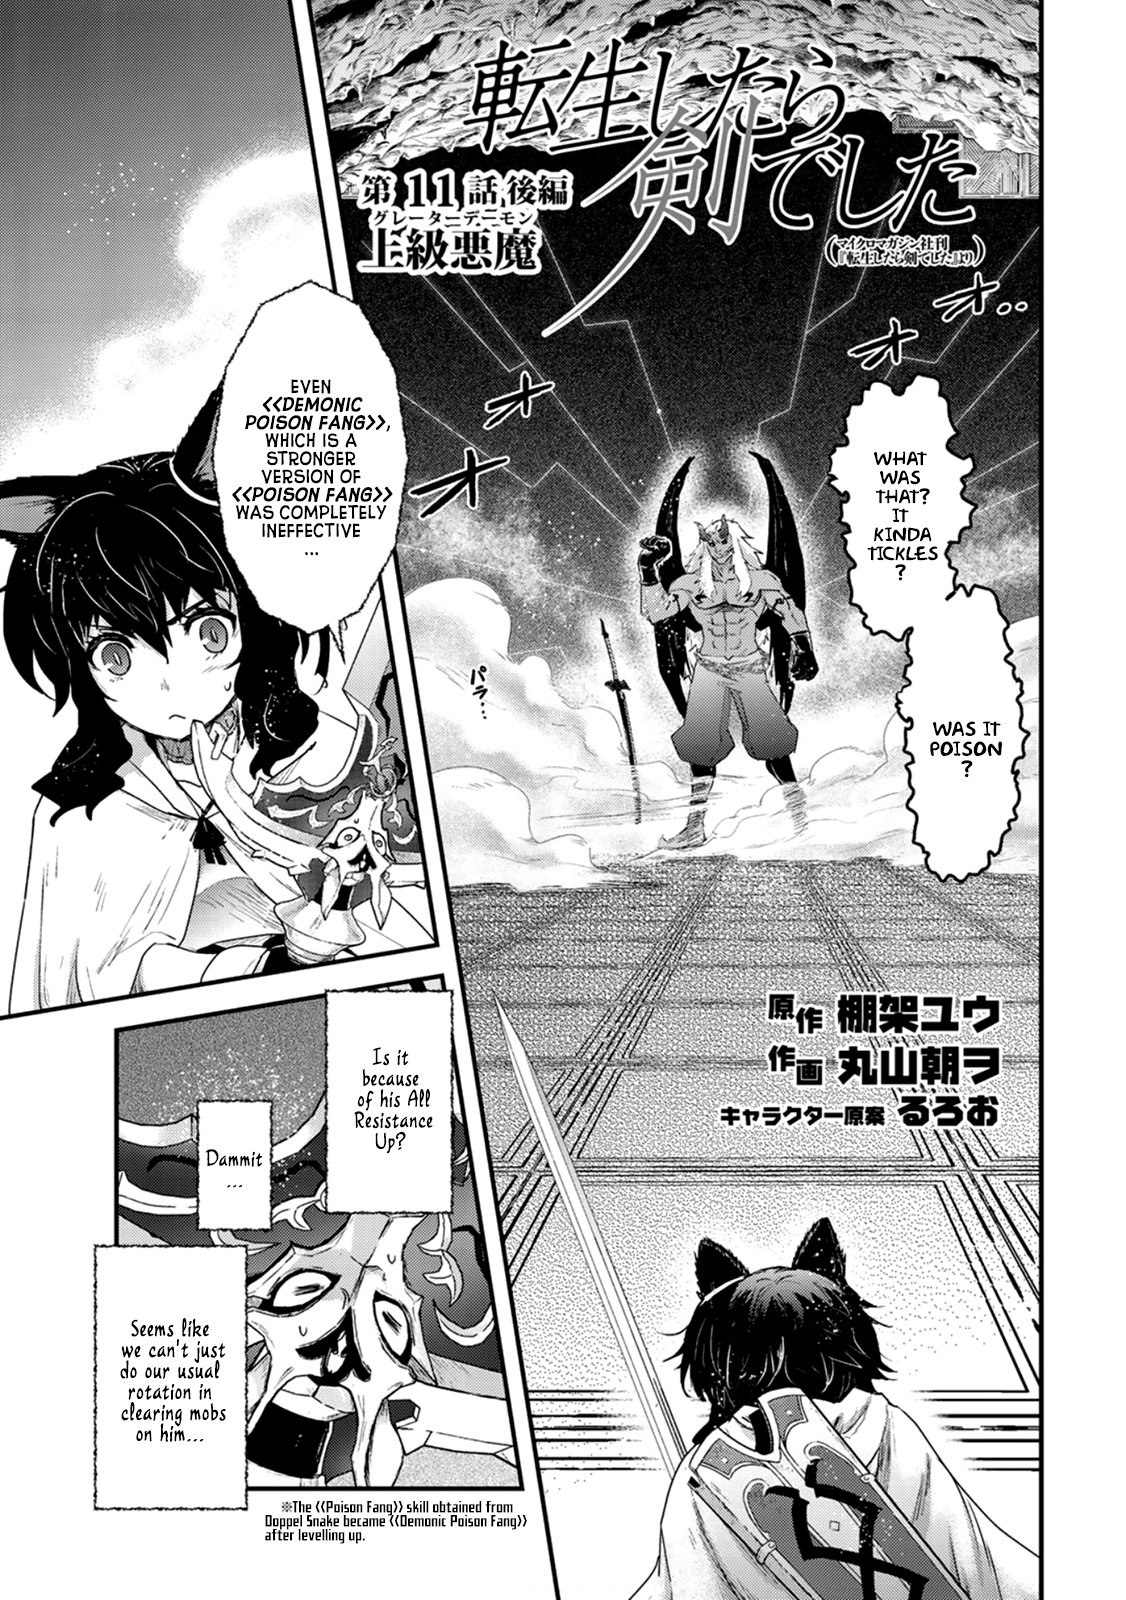 転生したら
剣でした
第11話 後編
グレーターデーモン
上級悪魔
(マイクロマガジン社刊
『転生したら剣でした』より)
WHAT
WAS
THAT?
IT
KINDA
TICKLES
?
WAS IT
POISON
?
パラ…
原作 棚架ユウ
作画 丸山朝ヲ
キャラクター原案 るろお
EVEN
<<DEMONIC
POISON FANG>>,
WHICH IS A
STRONGER
VERSION OF
<<POISON FANG>>
WAS COMPLETELY
INEFFECTIVE
...
Is it
because
of his All
Resistance
Up?
Dammit
...
Seems like
we can't just
do our usual
rotation in
clearing mobs
on him...
※The <<Poison Fang>> skill obtained from
Doppel Snake became <<Demonic Poison Fang>>
after levelling up.